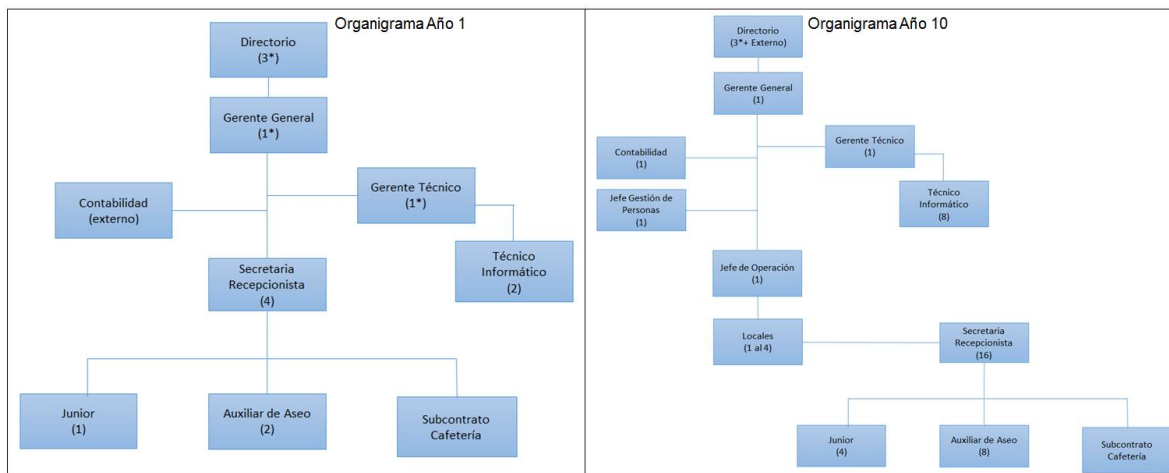 Organigrama Año 1
Directorio
(3*)
Gerente General
(1*)
Gerente Técnico
(1*)
Contabilidad
(externo)
Técnico
Informático
(2)
Secretaria
Recepcionista
(4)
Junior
(1)
Auxiliar de Aseo
(2)
Subcontrato
Cafetería
Organigrama Año 10
Directorio
(3*+ Externo)
Gerente General
(1)
Gerente Técnico
(1)
Contabilidad
(1)
Técnico
Informático
(8)
Jefe Gestión de
Personas
(1)
Jefe de Operación
(1)
Locales
(1 al 4)
Secretaria
Recepcionista
(16)
Junior
(4)
Auxiliar de Aseo
(8)
Subcontrato
Cafetería